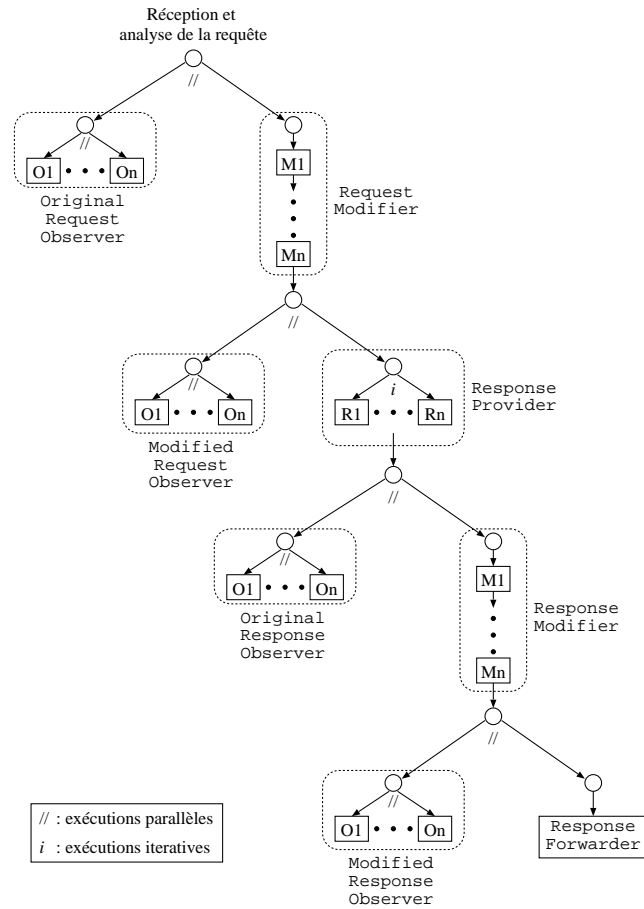 Réception et
analyse de la requête
//
//
O1 • • • On
Original
Request
Observer
M1
Mn
Request
Modifier
//
//
O1 • • • On
Modified
Request
Observer
i
R1 • • • Rn
Response
Provider
//
//
O1 • • • On
Original
Response
Observer
M1
Mn
Response
Modifier
//
//
O1 • • • On
Modified
Response
Observer
Response
Forwarder
// : exécutions parallèles
i : exécutions iteratives